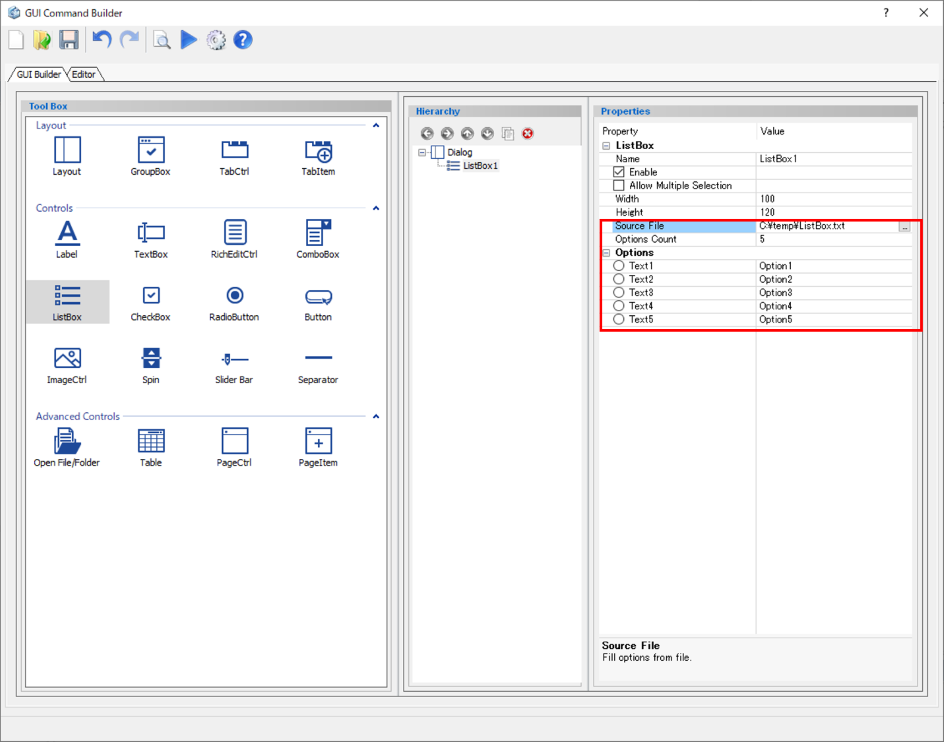 GUI Command Builder
?
GUI Builder Editor
Tool Box
Layout
Layout GroupBox TabCtrl TabItem
Controls
Label TextBox RichEditCtrl ComboBox
ListBox CheckBox RadioButton Button
ImageCtrl Spin Slider Bar Separator
Advanced Controls
Open File/Folder Table PageCtrl PageItem
Hierarchy
Dialog
ListBox1
Properties
Property Value
ListBox
Name ListBox1
Enable
Allow Multiple Selection
Width 100
Height 120
Source File C:¥temp¥ListBox.txt ...
Options Count 5
Options
Text1 Option1
Text2 Option2
Text3 Option3
Text4 Option4
Text5 Option5
Source File
Fill options from file.